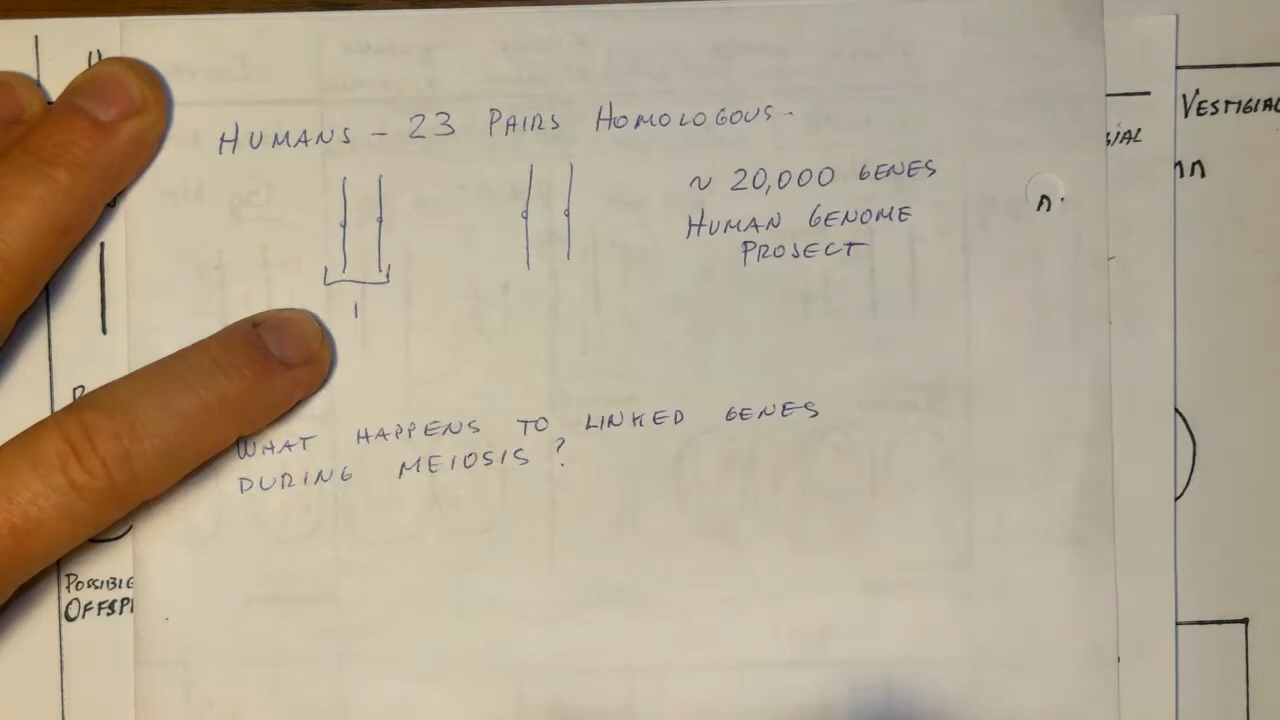 HUMANS - 23 PAIRS HOMOLOGOUS.
~ 20,000 GENES
HUMAN GENOME
PROJECT
1
WHAT HAPPENS TO LINKED GENES
DURING MEIOSIS?
n.
VESTIGIAL
nn
POSSIBLE